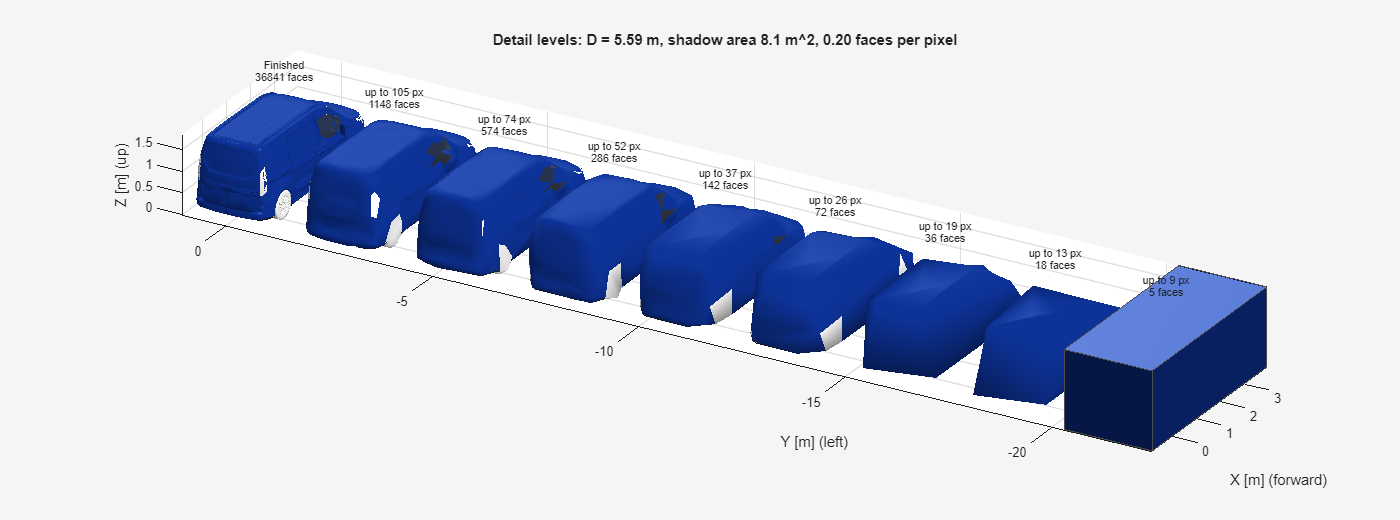 Detail levels: D = 5.59 m, shadow area 8.1 m^2, 0.20 faces per pixel
Finished
36841 faces
up to 105 px
1148 faces
up to 74 px
574 faces
up to 52 px
286 faces
up to 37 px
142 faces
up to 26 px
72 faces
up to 19 px
36 faces
up to 13 px
18 faces
up to 9 px
5 faces
Z [m] (up)
1.5
1
0.5
0
0
-5
-10
-15
-20
Y [m] (left)
0
1
2
3
X [m] (forward)